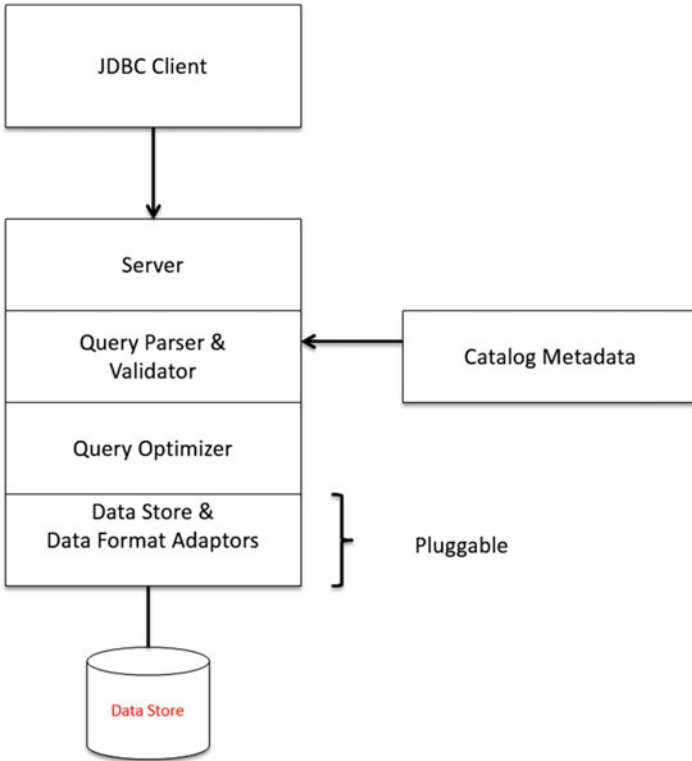 JDBC Client
Server
Query Parser &
Validator
Catalog Metadata
Query Optimizer
Data Store &
Data Format Adaptors
Pluggable
Data Store